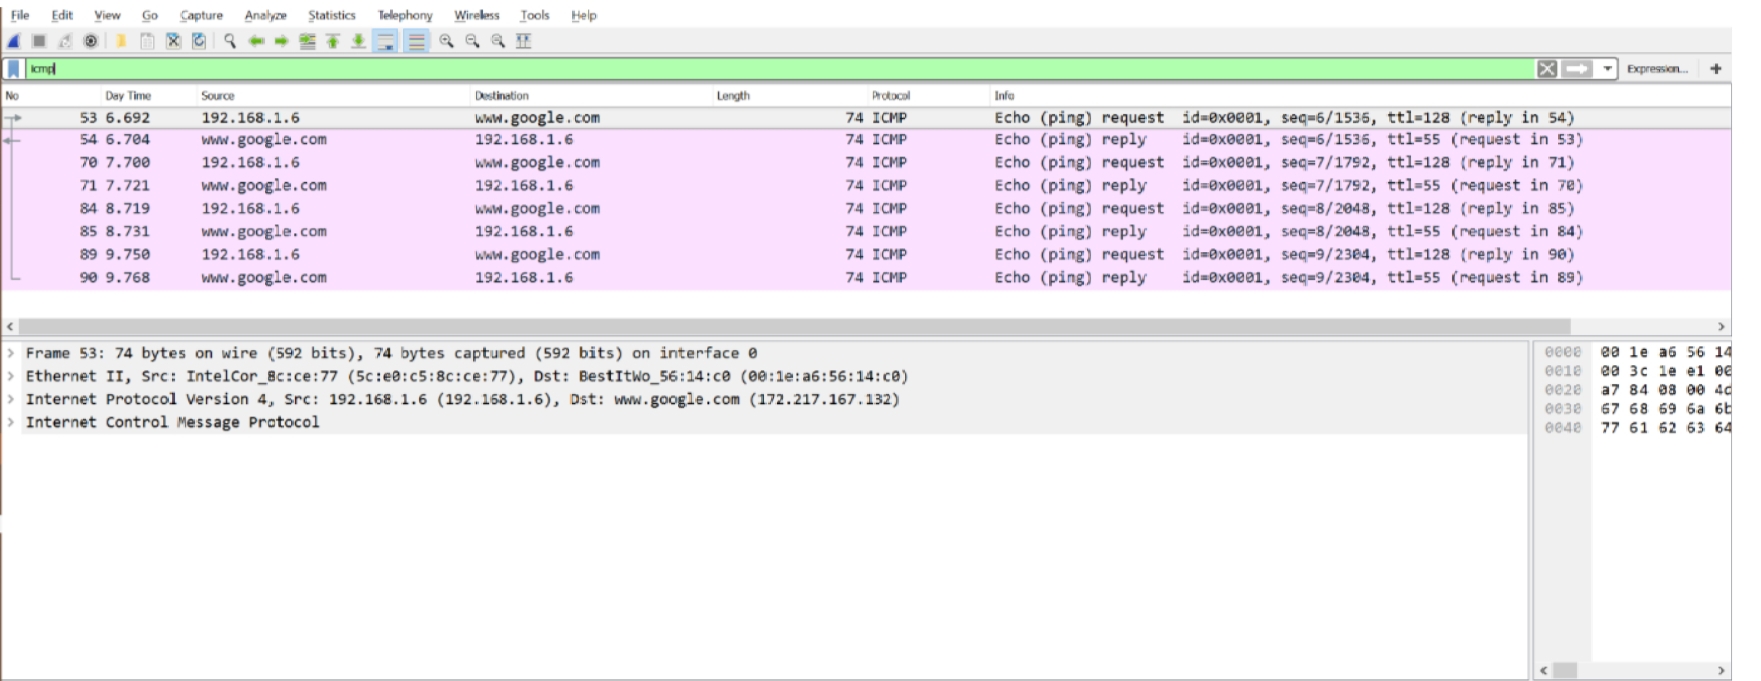 File Edit View Go Capture Analyze Statistics Telephony Wireless Tools Help
icmp Expression... +
No Day Time Source Destination Length Protocol Info
53 6.692 192.168.1.6 www.google.com 74 ICMP Echo (ping) request id=0x0001, seq=6/1536, ttl=128 (reply in 54)
54 6.704 www.google.com 192.168.1.6 74 ICMP Echo (ping) reply id=0x0001, seq=6/1536, ttl=55 (request in 53)
70 7.700 192.168.1.6 www.google.com 74 ICMP Echo (ping) request id=0x0001, seq=7/1792, ttl=128 (reply in 71)
71 7.721 www.google.com 192.168.1.6 74 ICMP Echo (ping) reply id=0x0001, seq=7/1792, ttl=55 (request in 70)
84 8.719 192.168.1.6 www.google.com 74 ICMP Echo (ping) request id=0x0001, seq=8/2048, ttl=128 (reply in 85)
85 8.731 www.google.com 192.168.1.6 74 ICMP Echo (ping) reply id=0x0001, seq=8/2048, ttl=55 (request in 84)
89 9.750 192.168.1.6 www.google.com 74 ICMP Echo (ping) request id=0x0001, seq=9/2304, ttl=128 (reply in 90)
90 9.768 www.google.com 192.168.1.6 74 ICMP Echo (ping) reply id=0x0001, seq=9/2304, ttl=55 (request in 89)
Frame 53: 74 bytes on wire (592 bits), 74 bytes captured (592 bits) on interface 0
Ethernet II, Src: IntelCor_8c:ce:77 (5c:e0:c5:8c:ce:77), Dst: BestItWo_56:14:c0 (00:1e:a6:56:14:c0)
Internet Protocol Version 4, Src: 192.168.1.6 (192.168.1.6), Dst: www.google.com (172.217.167.132)
Internet Control Message Protocol
0000 00 1e a6 56 14
0010 00 3c 1e e1 00
0020 a7 84 08 00 4d
0030 67 68 69 6a 6b
0040 77 61 62 63 64